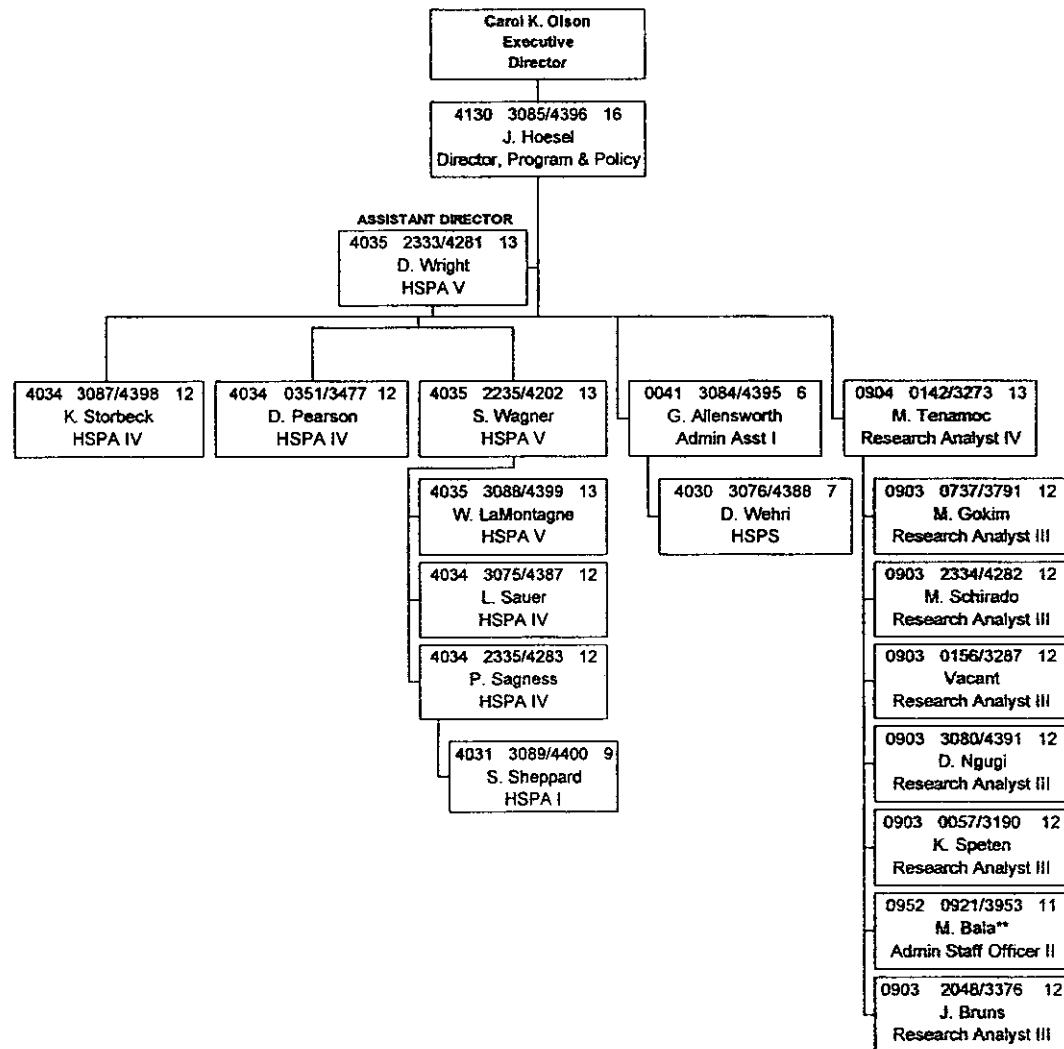 Carol K. Olson
Executive
Director
4130 3085/4396 16
J. Hoesel
Director, Program & Policy
ASSISTANT DIRECTOR
4035 2333/4281 13
D. Wright
HSPA V
4034 3087/4398 12
K. Storbeck
HSPA IV
4034 0351/3477 12
D. Pearson
HSPA IV
4035 2235/4202 13
S. Wagner
HSPA V
4035 3088/4399 13
W. LaMontagne
HSPA V
4034 3075/4387 12
L. Sauer
HSPA IV
4034 2335/4283 12
P. Sagness
HSPA IV
4031 3089/4400 9
S. Sheppard
HSPA I
0041 3084/4395 6
G. Allensworth
Admin Asst I
4030 3076/4388 7
D. Wehri
HSPS
0904 0142/3273 13
M. Tenamoc
Research Analyst IV
0903 0737/3791 12
M. Gokim
Research Analyst III
0903 2334/4282 12
M. Schirado
Research Analyst III
0903 0156/3287 12
Vacant
Research Analyst III
0903 3080/4391 12
D. Ngugi
Research Analyst III
0903 0057/3190 12
K. Speten
Research Analyst III
0952 0921/3953 11
M. Bala**
Admin Staff Officer II
0903 2048/3376 12
J. Bruns
Research Analyst III